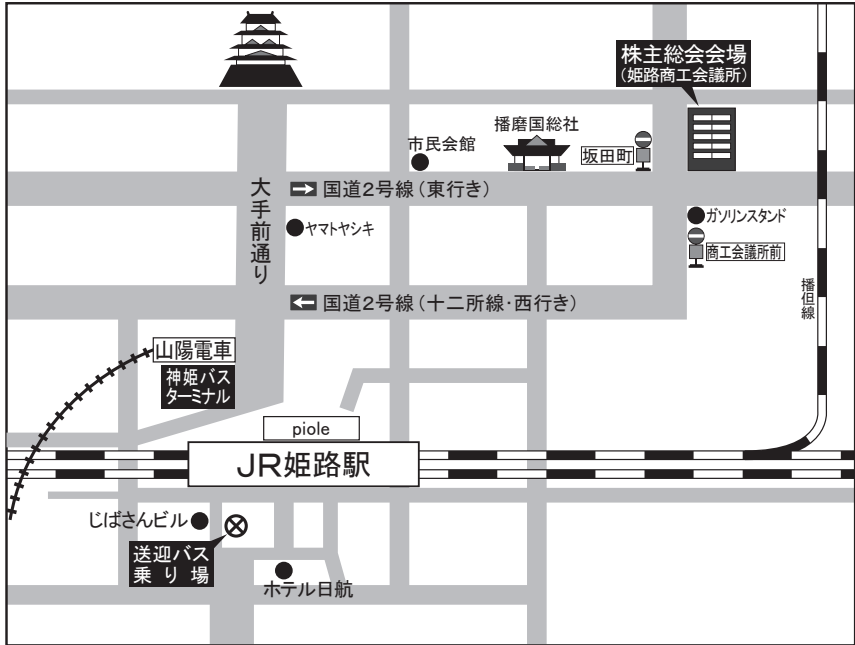 株主総会会場
(姫路商工会議所)
播磨国総社
市民会館
坂田町
国道2号線(東行き)
大手前通り
ヤマトヤシキ
ガソリンスタンド
商工会議所前
国道2号線(十二所線・西行き)
播但線
山陽電車
神姫バス
ターミナル
piole
JR姫路駅
じばさんビル
送迎バス
乗り場
ホテル日航